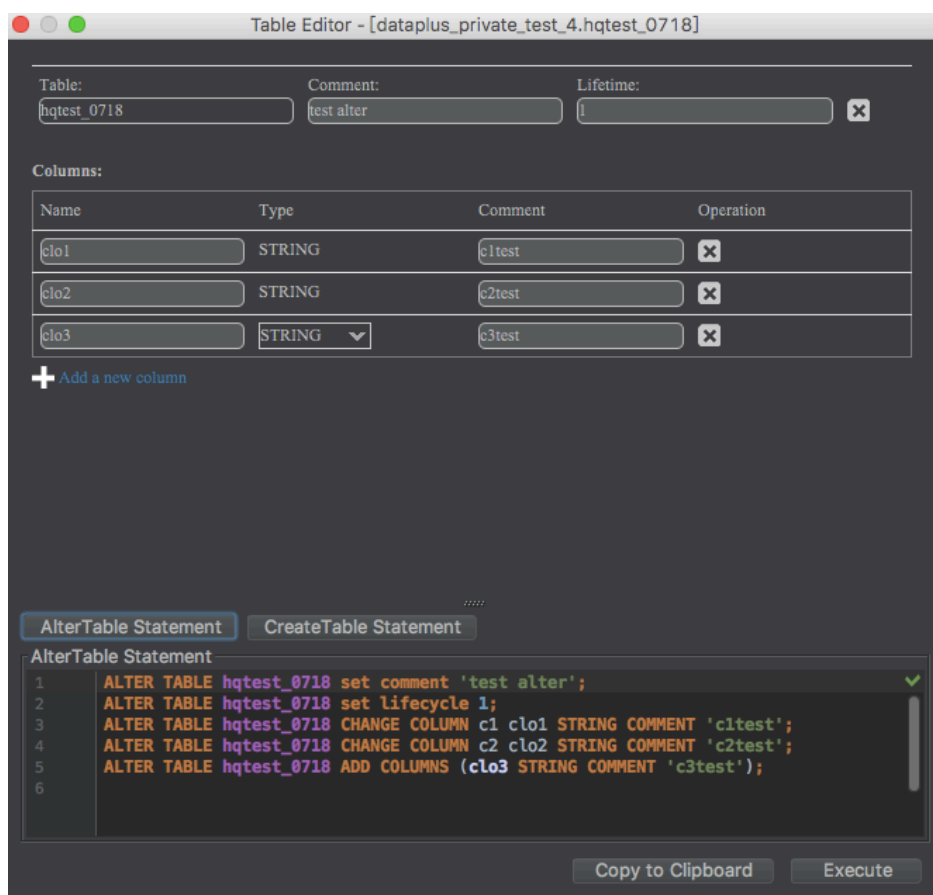 Table Editor - [dataplus_private_test_4.hqtest_0718]
Table: Comment: Lifetime:
hqtest_0718 test alter 1
Columns:
Name Type Comment Operation
clo1 STRING c1test
clo2 STRING c2test
clo3 STRING c3test
Add a new column
AlterTable Statement CreateTable Statement
AlterTable Statement
1 ALTER TABLE hqtest_0718 set comment 'test alter';
2 ALTER TABLE hqtest_0718 set lifecycle 1;
3 ALTER TABLE hqtest_0718 CHANGE COLUMN c1 clo1 STRING COMMENT 'c1test';
4 ALTER TABLE hqtest_0718 CHANGE COLUMN c2 clo2 STRING COMMENT 'c2test';
5 ALTER TABLE hqtest_0718 ADD COLUMNS (clo3 STRING COMMENT 'c3test');
6
Copy to Clipboard Execute